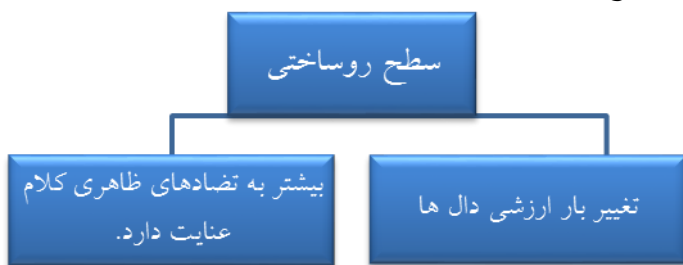 سطح روساختی
تغییر بار ارزشی دال ها
بیشتر به تضادهای ظاهری کلام
عنایت دارد.